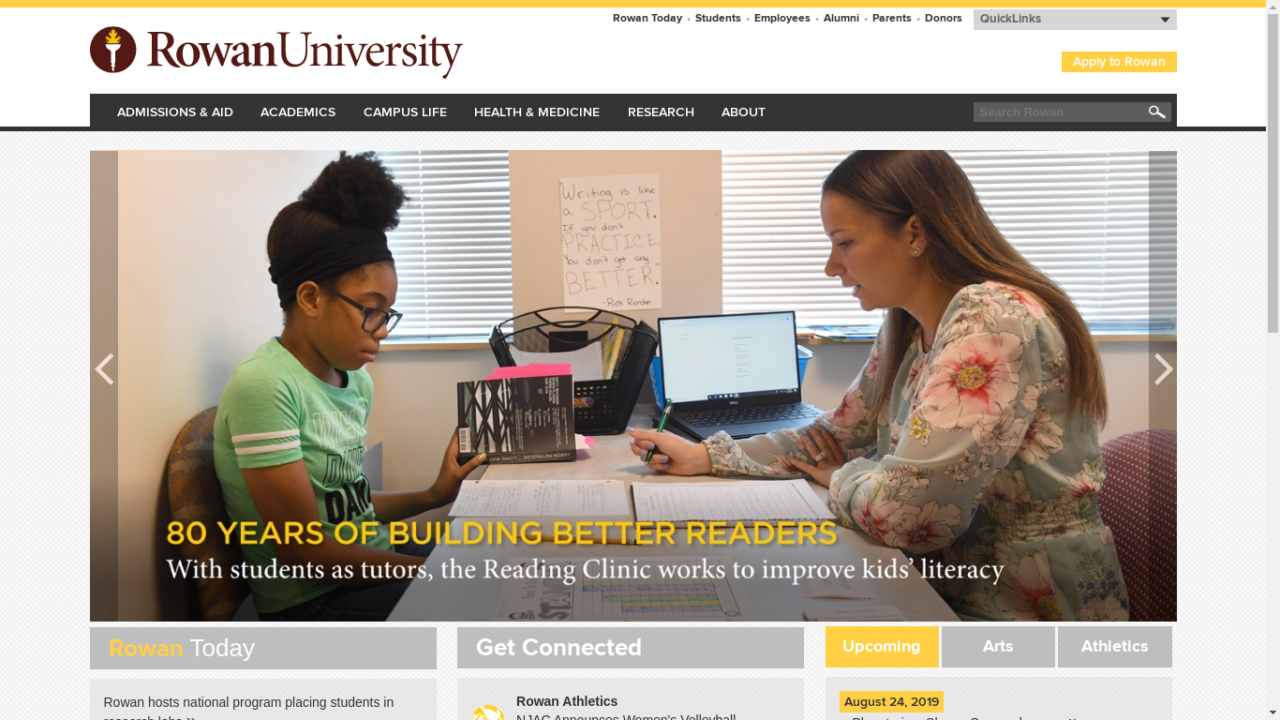 Rowan Today • Students • Employees • Alumni • Parents • Donors
QuickLinks
RowanUniversity
Apply to Rowan
ADMISSIONS & AID ACADEMICS CAMPUS LIFE HEALTH & MEDICINE RESEARCH ABOUT
Search Rowan
Writing is like
a SPORT.
If you don't
PRACTICE
You don't get any
BETTER.
-Rick Riordan
80 YEARS OF BUILDING BETTER READERS
With students as tutors, the Reading Clinic works to improve kids' literacy
Rowan Today
Get Connected
Upcoming Arts Athletics
Rowan hosts national program placing students in
research labs »
Rowan Athletics
NJAC Announces Women's Volleyball
August 24, 2019